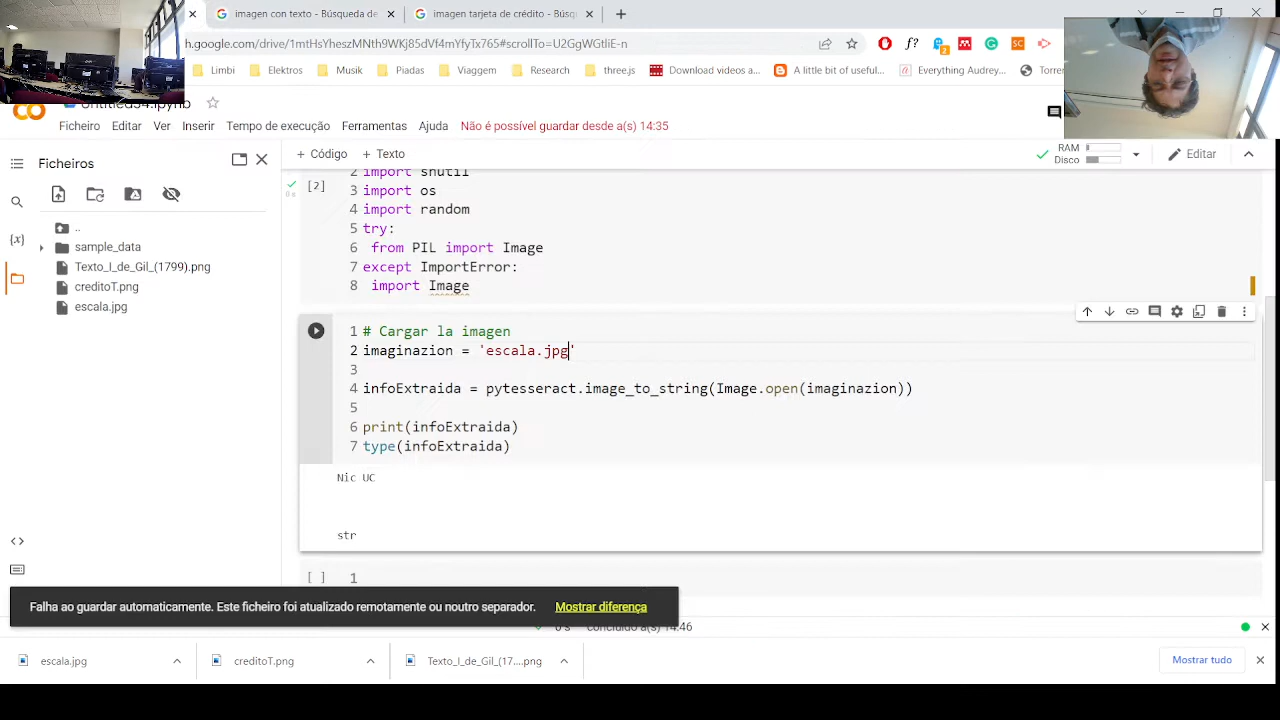 imagen con texto - Búsqueda de
imagen tarjeta de crédito - Búsq
Limbi
Elektros
Musik
Piadas
Viaggem
Research
three.js
Download videos a...
A little bit of useful...
Everything Audrey...
Torrer
Ficheiro Editar Ver Inserir Tempo de execução Ferramentas Ajuda Não é possível guardar desde a(s) 14:35
Ficheiros
+ Código + Texto
RAM
Disco
Editar
..
sample_data
Texto_I_de_Gil_(1799).png
creditoT.png
escala.jpg
[2]
2 import shutil
3 import os
4 import random
5 try:
6 from PIL import Image
7 except ImportError:
8 import Image
1 # Cargar la imagen
2 imaginazion = 'escala.jpg'
3
4 infoExtraida = pytesseract.image_to_string(Image.open(imaginazion))
5
6 print(infoExtraida)
7 type(infoExtraida)
Nic UC
str
[ ] 1
Falha ao guardar automaticamente. Este ficheiro foi atualizado remotamente ou noutro separador. Mostrar diferença
concluído a(s) 14:46
escala.jpg
creditoT.png
Texto_I_de_Gil_(17....png
Mostrar tudo